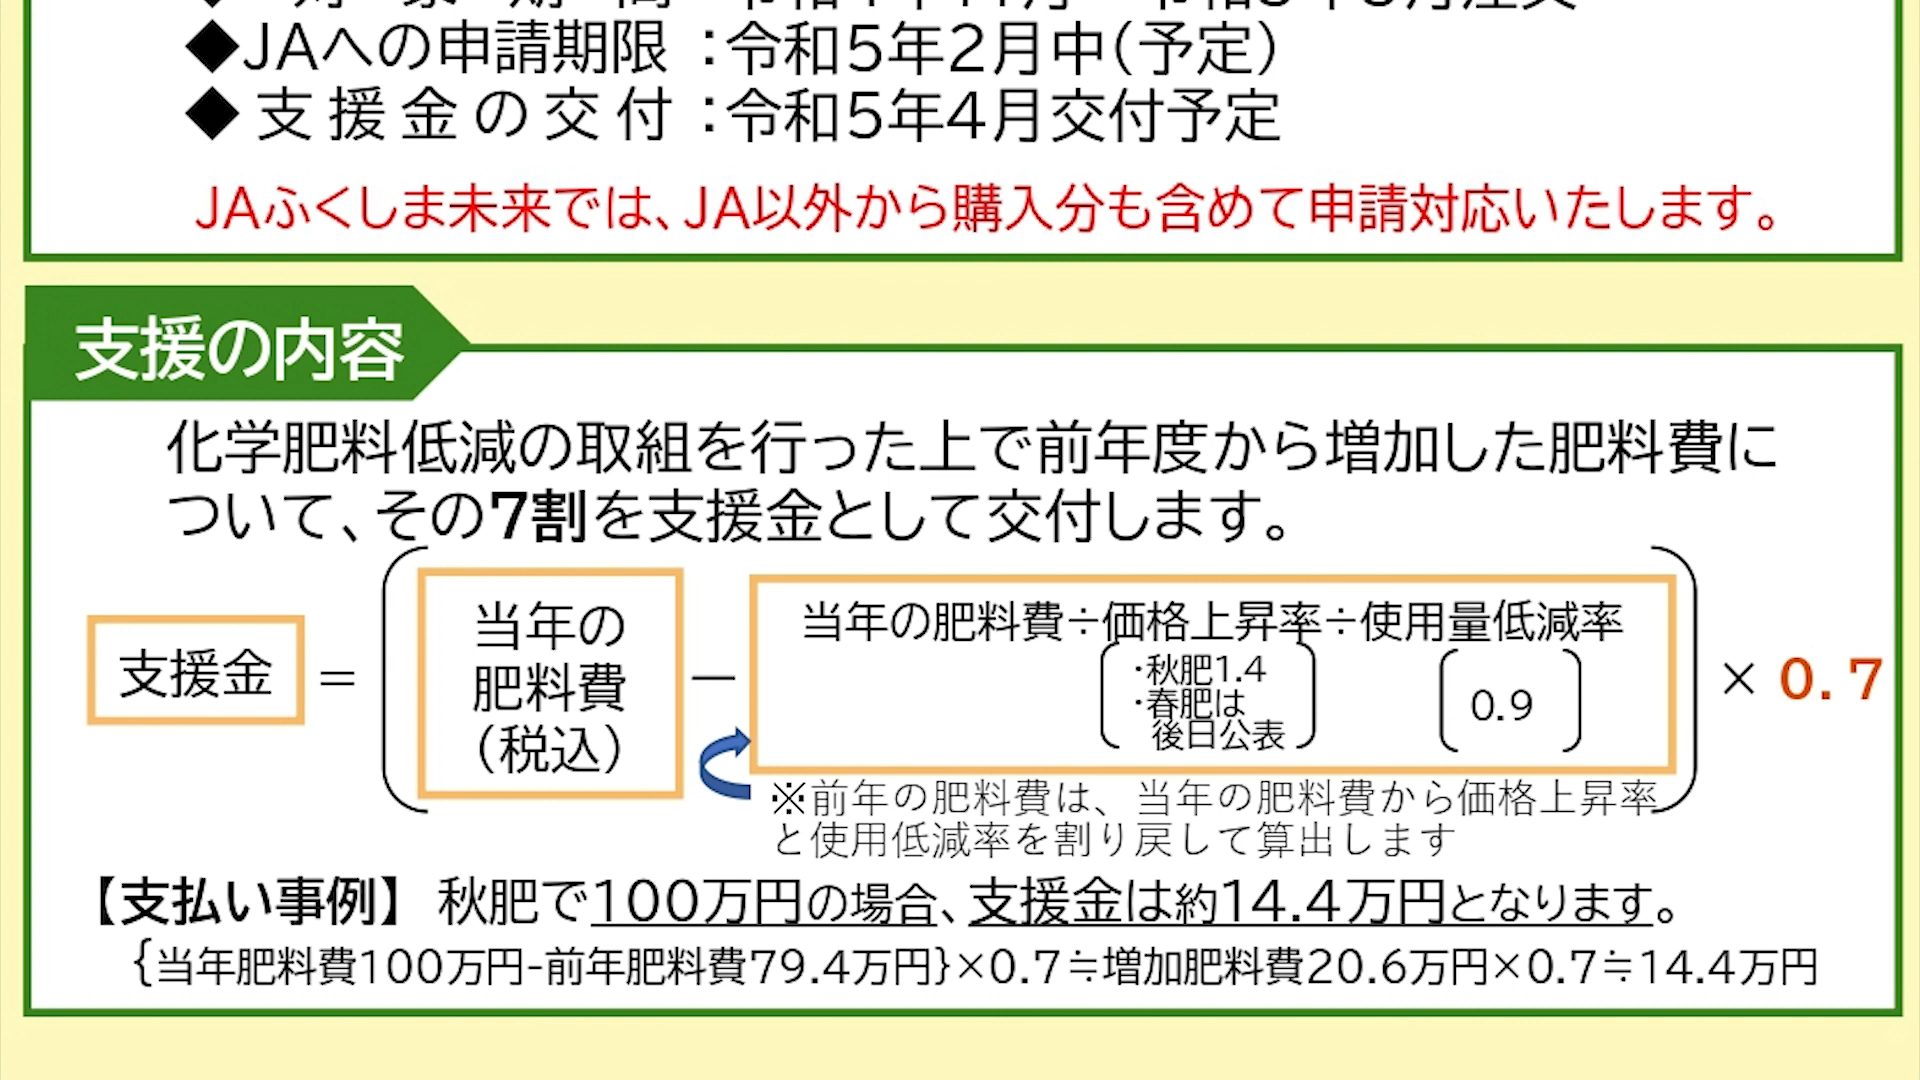 ◆JAへの申請期限：令和5年2月中（予定）
◆支援金の交付：令和5年4月交付予定
JAふくしま未来では、JA以外から購入分も含めて申請対応いたします。
支援の内容
化学肥料低減の取組を行った上で前年度から増加した肥料費に
ついて、その7割を支援金として交付します。
支援金
＝
当年の
肥料費
（税込）
－
当年の肥料費÷価格上昇率÷使用量低減率
・秋肥1.4
・春肥は
後日公表
0.9
× 0.7
※前年の肥料費は、当年の肥料費から価格上昇率
と使用低減率を割り戻して算出します
【支払い事例】 秋肥で100万円の場合、支援金は約14.4万円となります。
{当年肥料費100万円-前年肥料費79.4万円}×0.7≒増加肥料費20.6万円×0.7≒14.4万円